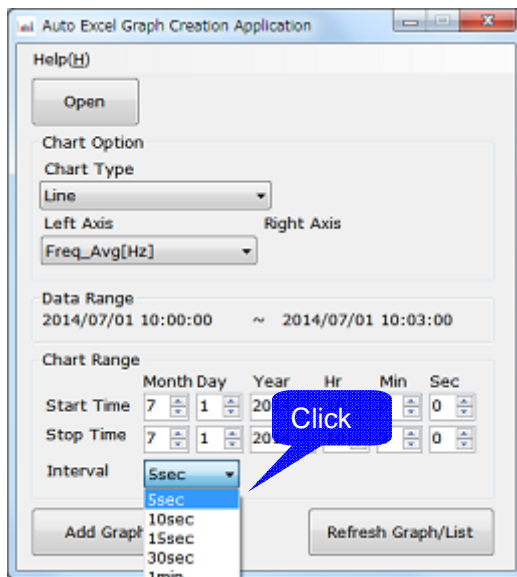 Auto Excel Graph Creation Application
Help(H)
Open
Chart Option
Chart Type
Line
Left Axis Right Axis
Freq_Avg[Hz]
Data Range
2014/07/01 10:00:00 ~ 2014/07/01 10:03:00
Chart Range
Month Day Year Hr Min Sec
Start Time 7 1 0
Stop Time 7 1 0
Click
Interval 5sec
5sec
10sec
15sec
30sec
1min
Add Graph Refresh Graph/List